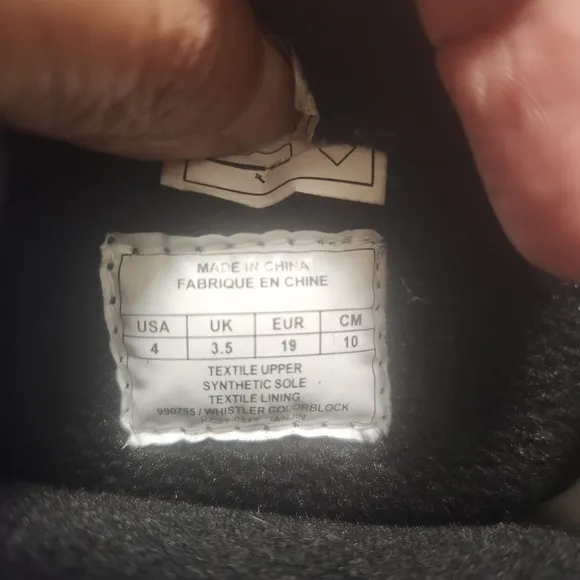 MADE IN CHINA
FABRIQUE EN CHINE
USA UK EUR CM
4 3.5 19 10
TEXTILE UPPER
SYNTHETIC SOLE
TEXTILE LINING
990755 / WHISTLER COLORBLOCK